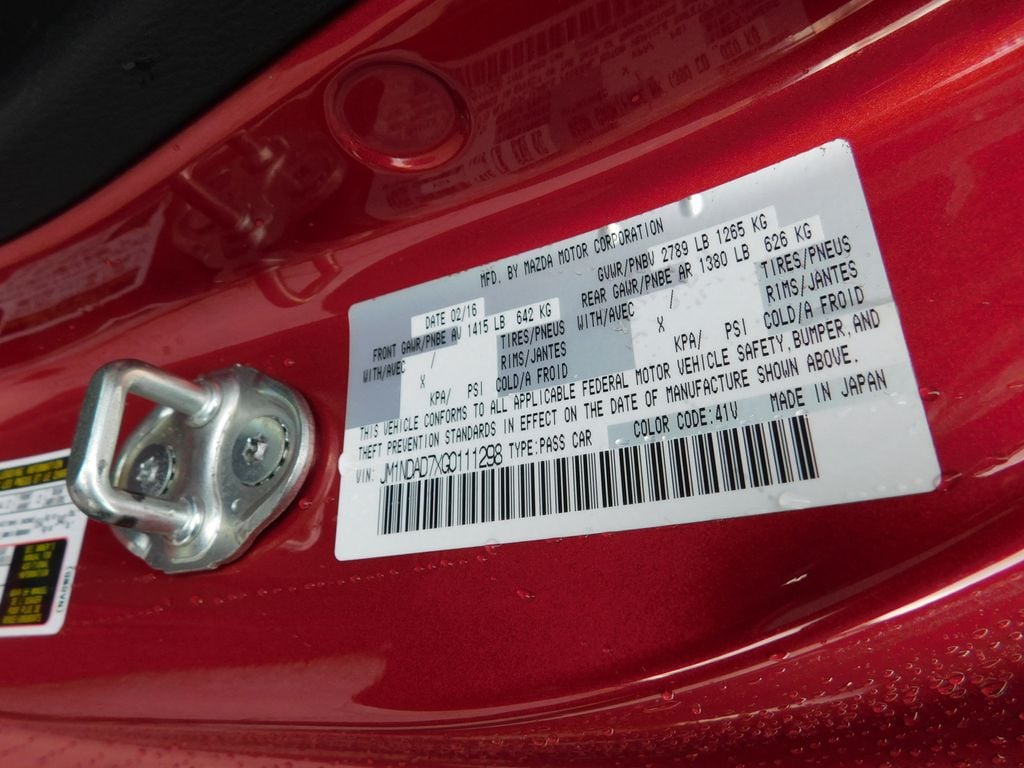 MFD. BY MAZDA MOTOR CORPORATION
DATE 02/16 GVWR/PNBV 2789 LB 1265 KG
FRONT GAWR/PNBE AV 1415 LB 642 KG REAR GAWR/PNBE AR 1380 LB 626 KG
WITH/AVEC / TIRES/PNEUS WITH/AVEC / TIRES/PNEUS
X RIMS/JANTES X RIMS/JANTES
KPA/ PSI COLD/A FROID KPA/ PSI COLD/A FROID
THIS VEHICLE CONFORMS TO ALL APPLICABLE FEDERAL MOTOR VEHICLE SAFETY,BUMPER,AND
THEFT PREVENTION STANDARDS IN EFFECT ON THE DATE OF MANUFACTURE SHOWN ABOVE.
VIN: JM1NDAD7XG0111298 TYPE:PASS CAR COLOR CODE:41V MADE IN JAPAN